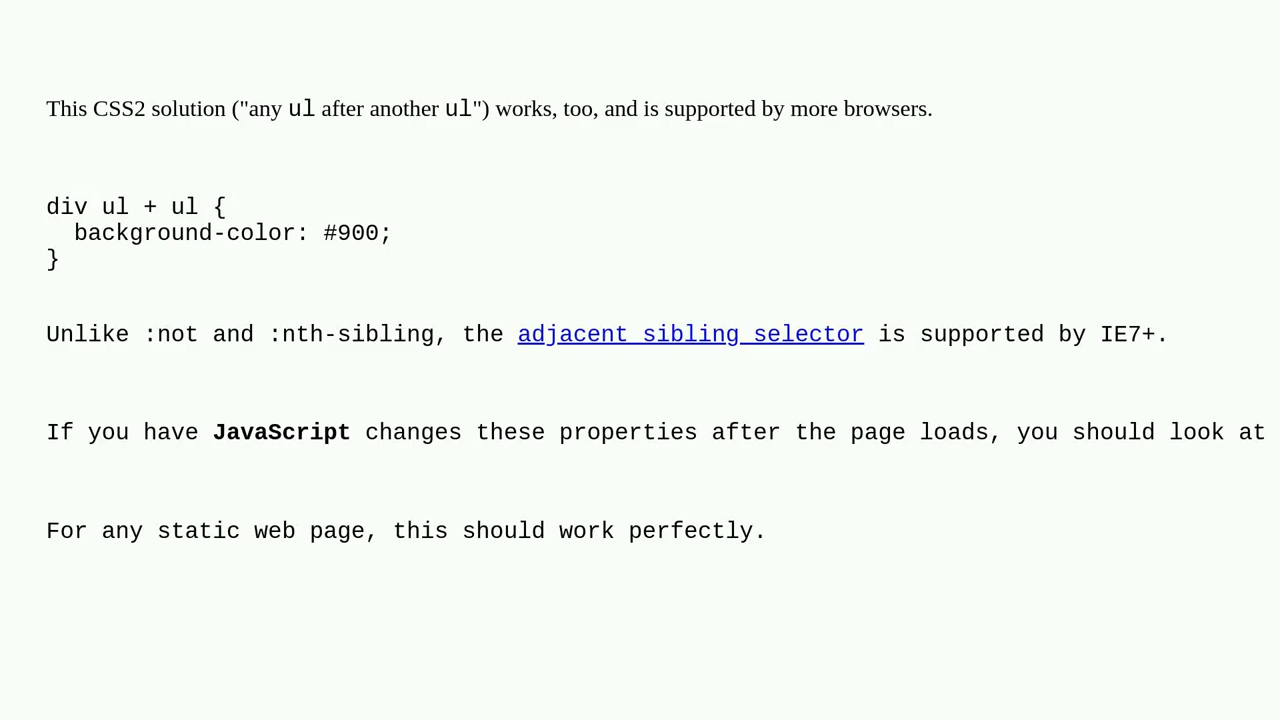 This CSS2 solution ("any ul after another ul") works, too, and is supported by more browsers.
div ul + ul {
  background-color: #900;
}
Unlike :not and :nth-sibling, the adjacent sibling selector is supported by IE7+.
If you have JavaScript changes these properties after the page loads, you should look at
For any static web page, this should work perfectly.